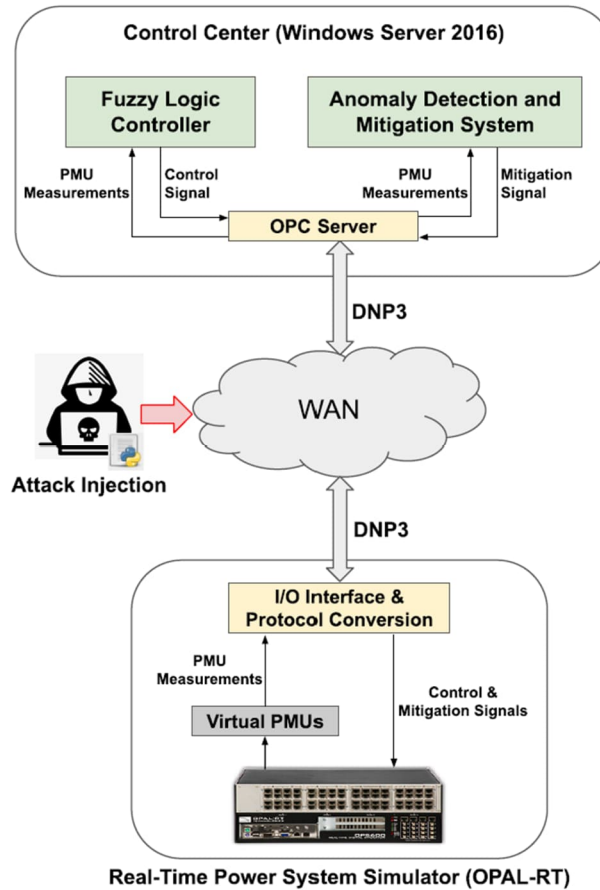 Control Center (Windows Server 2016)
Fuzzy Logic
Controller
Anomaly Detection and
Mitigation System
PMU
Measurements
Control
Signal
PMU
Measurements
Mitigation
Signal
OPC Server
DNP3
WAN
Attack Injection
DNP3
I/O Interface &
Protocol Conversion
PMU
Measurements
Control &
Mitigation Signals
Virtual PMUs
OPAL-RT
Real-Time Power System Simulator (OPAL-RT)